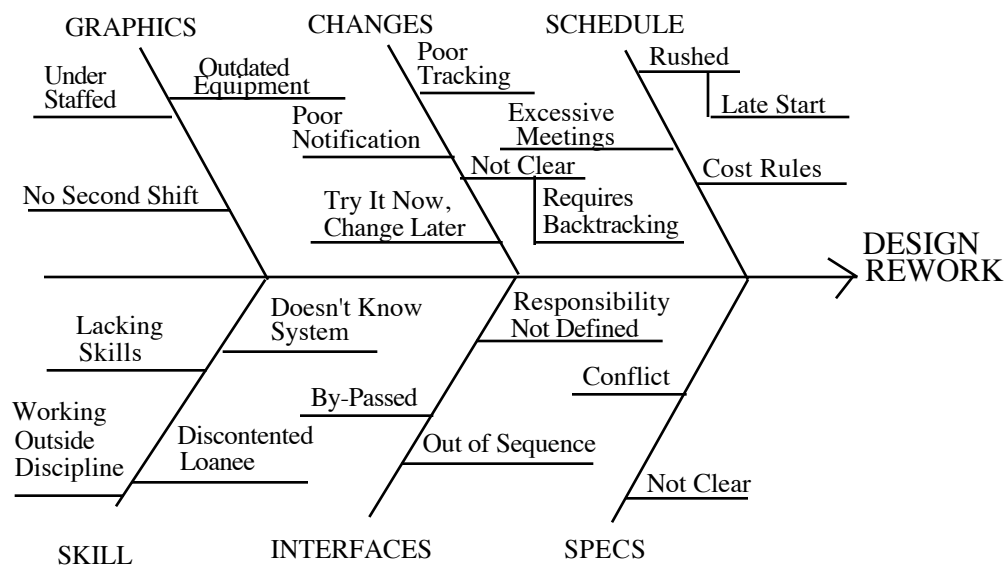 GRAPHICS
CHANGES
SCHEDULE
Under
Staffed
Outdated
Equipment
No Second Shift
Poor
Tracking
Poor
Notification
Not Clear
Requires
Backtracking
Try It Now,
Change Later
Rushed
Late Start
Excessive
Meetings
Cost Rules
DESIGN
REWORK
Doesn't Know
System
Lacking
Skills
Working
Outside
Discipline
Discontented
Loanee
Responsibility
Not Defined
By-Passed
Out of Sequence
Conflict
Not Clear
SKILL
INTERFACES
SPECS